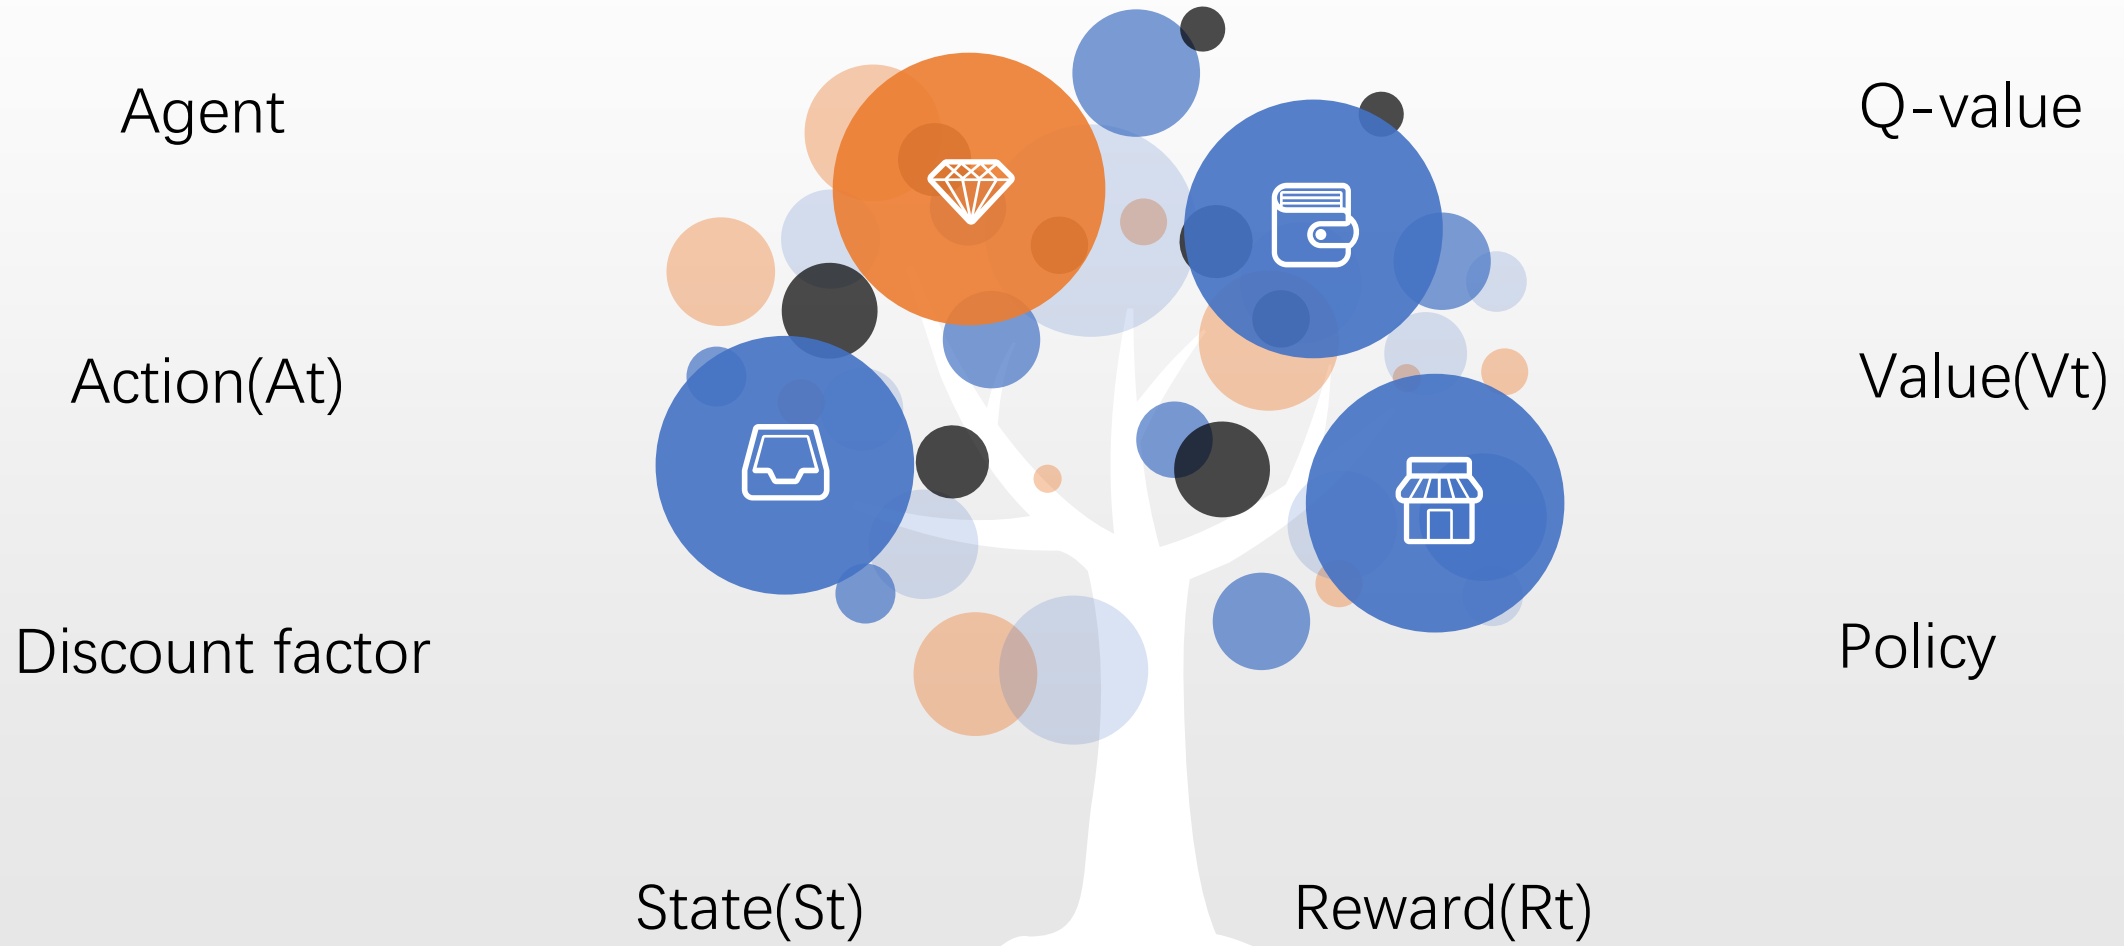 Agent
Q-value
Action(At)
Value(Vt)
Discount factor
Policy
State(St)
Reward(Rt)